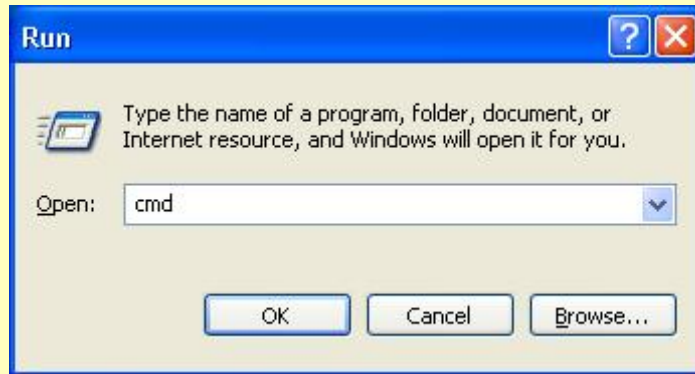 Run
Type the name of a program, folder, document, or
Internet resource, and Windows will open it for you.
Open: cmd
OK Cancel Browse...